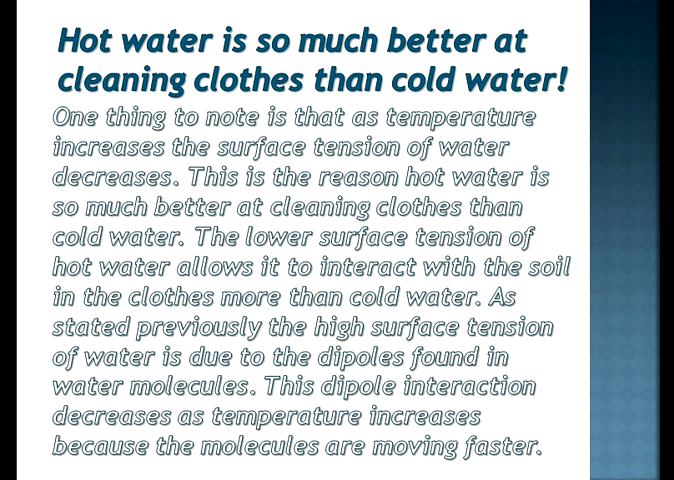 Hot water is so much better at
cleaning clothes than cold water!
One thing to note is that as temperature
increases the surface tension of water
decreases. This is the reason hot water is
so much better at cleaning clothes than
cold water. The lower surface tension of
hot water allows it to interact with the soil
in the clothes more than cold water. As
stated previously the high surface tension
of water is due to the dipoles found in
water molecules. This dipole interaction
decreases as temperature increases
because the molecules are moving faster.